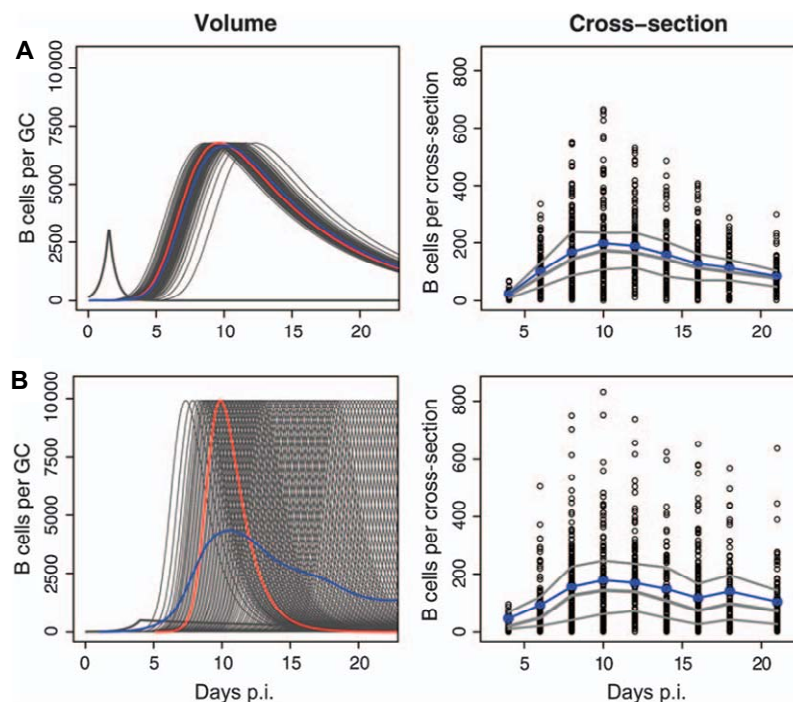 Volume
Cross−section
A
B cells per GC
10000
7500
5000
2500
0
0 5 10 15 20
B cells per cross-section
800
600
400
200
0
5 10 15 20
B
B cells per GC
10000
7500
5000
2500
0
0 5 10 15 20
Days p.i.
B cells per cross-section
800
600
400
200
0
5 10 15 20
Days p.i.